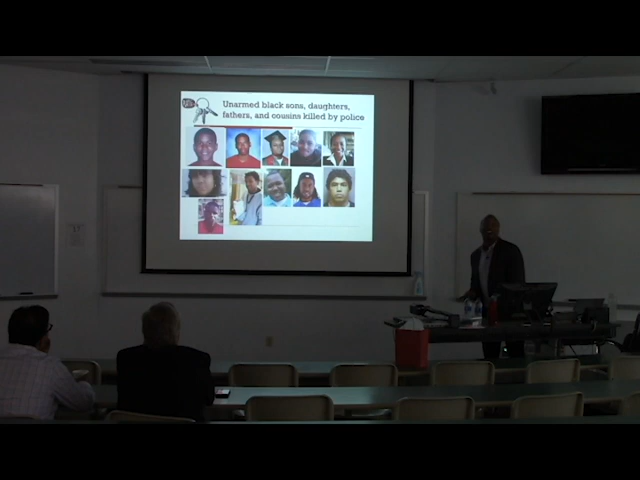 Unarmed black sons, daughters,
fathers, and cousins killed by police